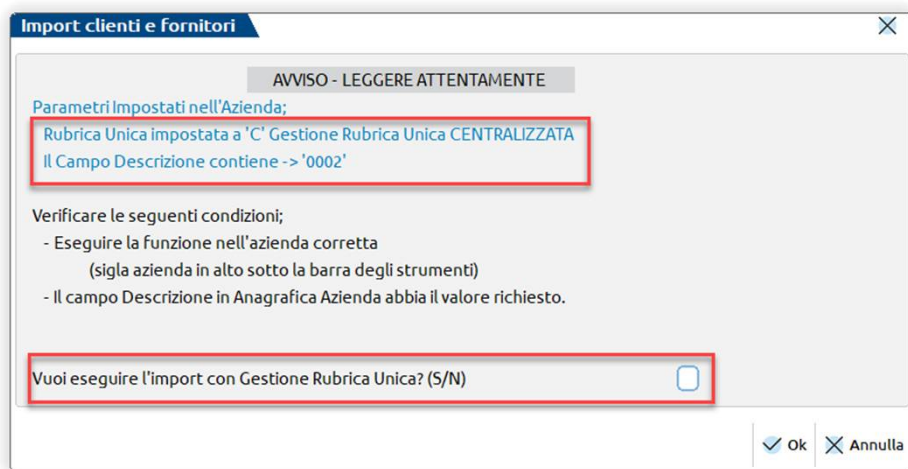 Import clienti e fornitori
AVVISO - LEGGERE ATTENTAMENTE
Parametri Impostati nell'Azienda;
Rubrica Unica impostata a 'C' Gestione Rubrica Unica CENTRALIZZATA
Il Campo Descrizione contiene -> '0002'
Verificare le seguenti condizioni;
- Eseguire la funzione nell'azienda corretta
(sigla azienda in alto sotto la barra degli strumenti)
- Il campo Descrizione in Anagrafica Azienda abbia il valore richiesto.
Vuoi eseguire l'import con Gestione Rubrica Unica? (S/N)
Ok Annulla